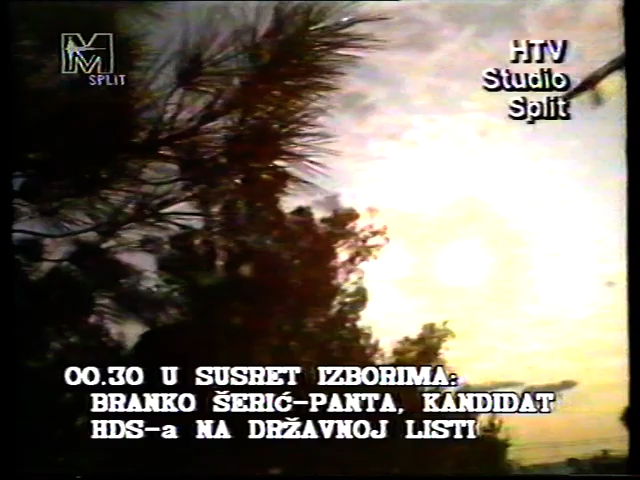 SPLIT
HTV
Studio
Split
00.30 U SUSRET IZBORIMA:
BRANKO ŠERIĆ-PANTA, KANDIDAT
HDS-a NA DRŽAVNOJ LISTI